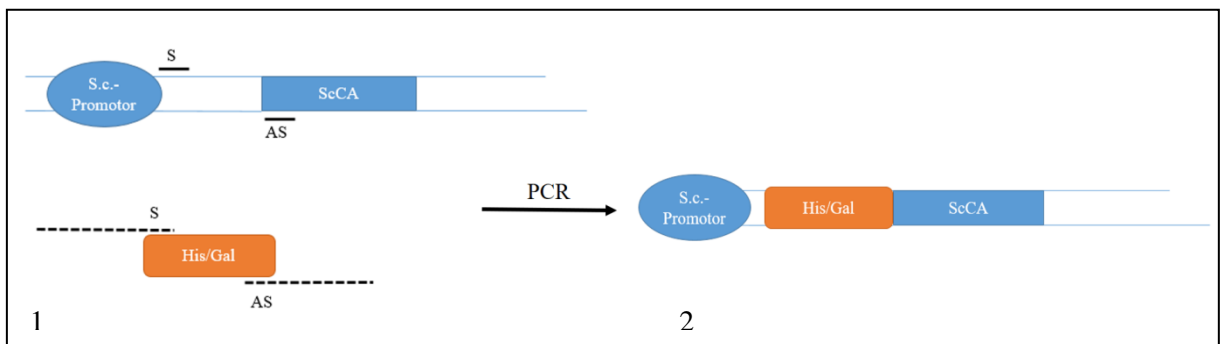 S
S.c.-
Promotor
ScCA
AS
S
His/Gal
AS
1
PCR
S.c.-
Promotor
His/Gal
ScCA
2